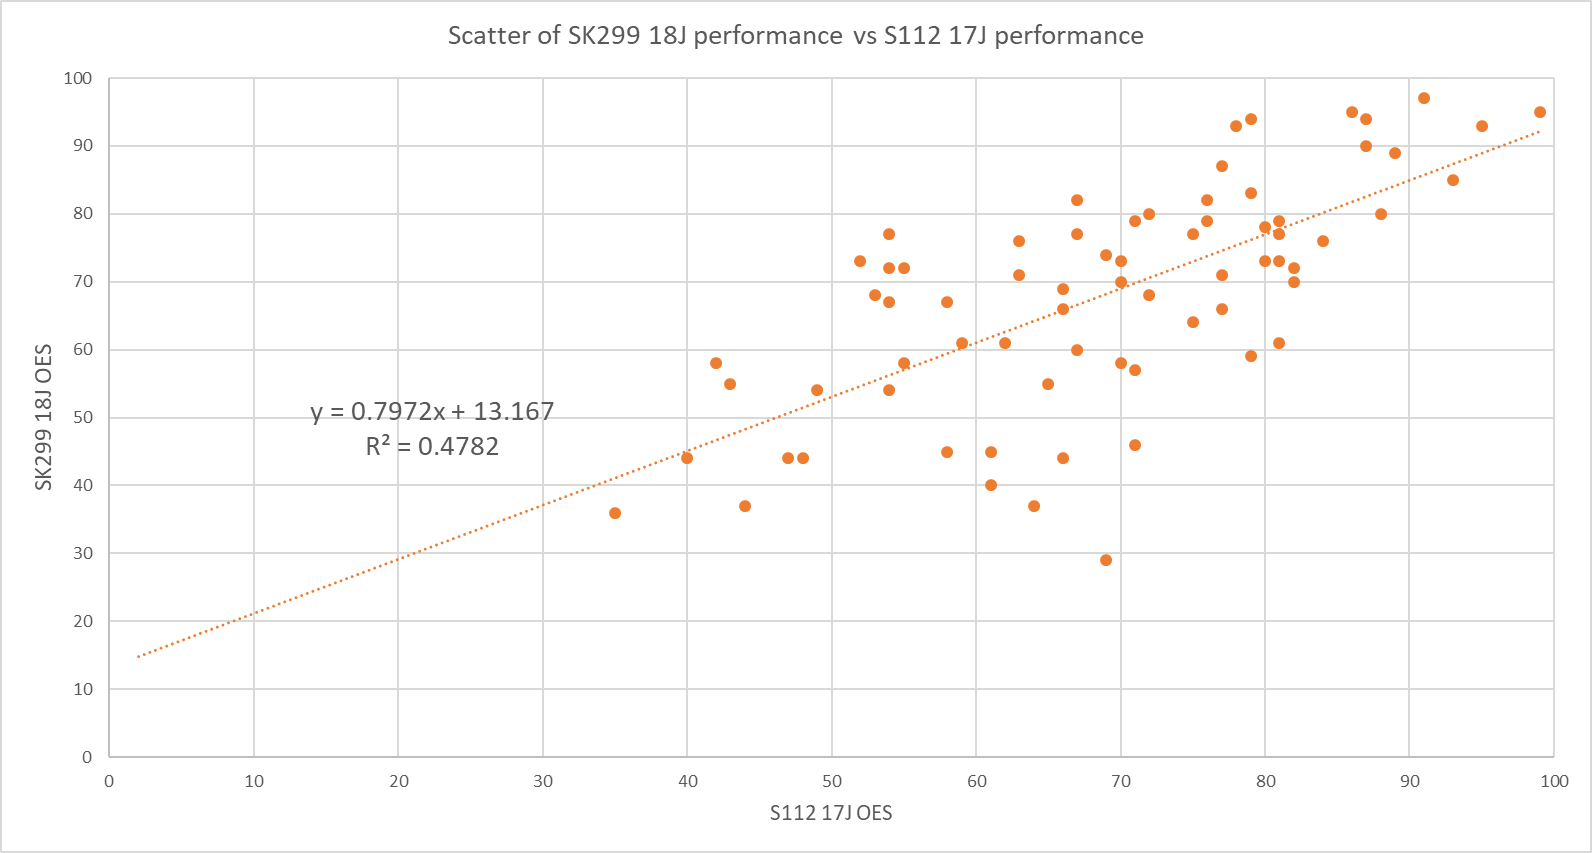 Scatter of SK299 18J performance vs S112 17J performance
100
90
80
70
60
50
40
30
20
10
0
SK299 18J OES
y = 0.7972x + 13.167
R² = 0.4782
0 10 20 30 40 50 60 70 80 90 100
S112 17J OES